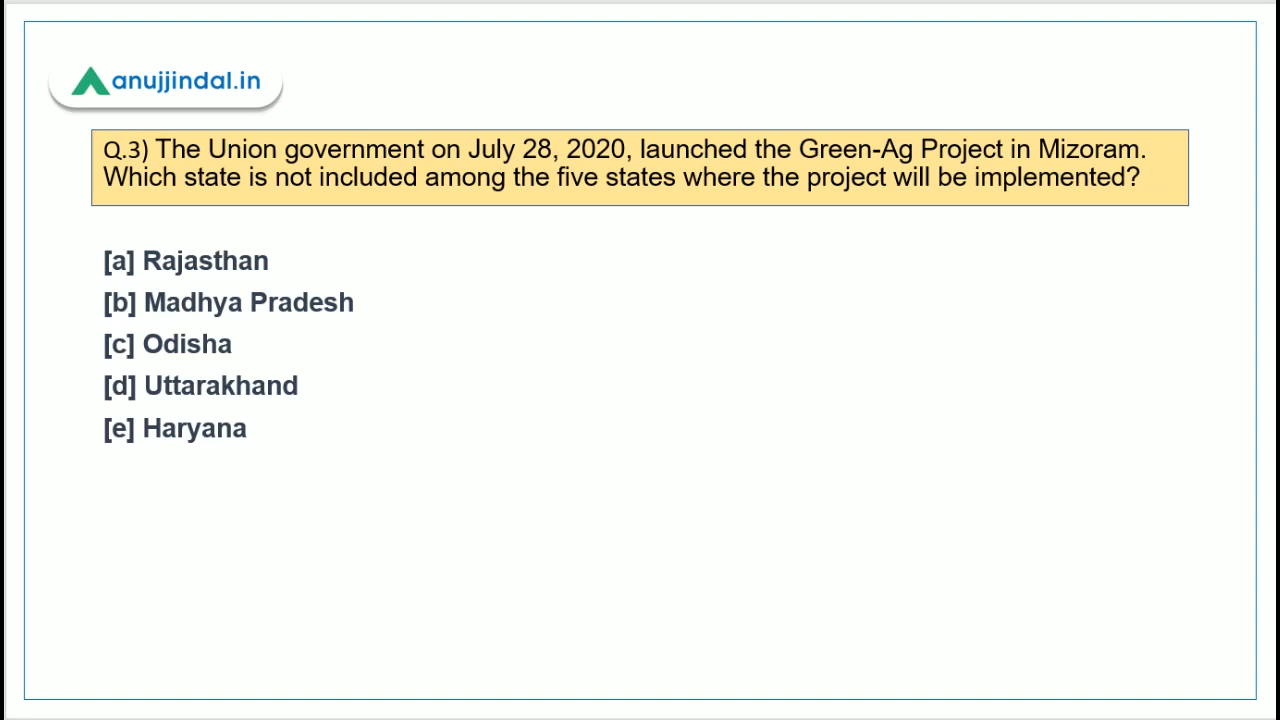 anujjindal.in
Q.3) The Union government on July 28, 2020, launched the Green-Ag Project in Mizoram.
Which state is not included among the five states where the project will be implemented?
[a] Rajasthan
[b] Madhya Pradesh
[c] Odisha
[d] Uttarakhand
[e] Haryana